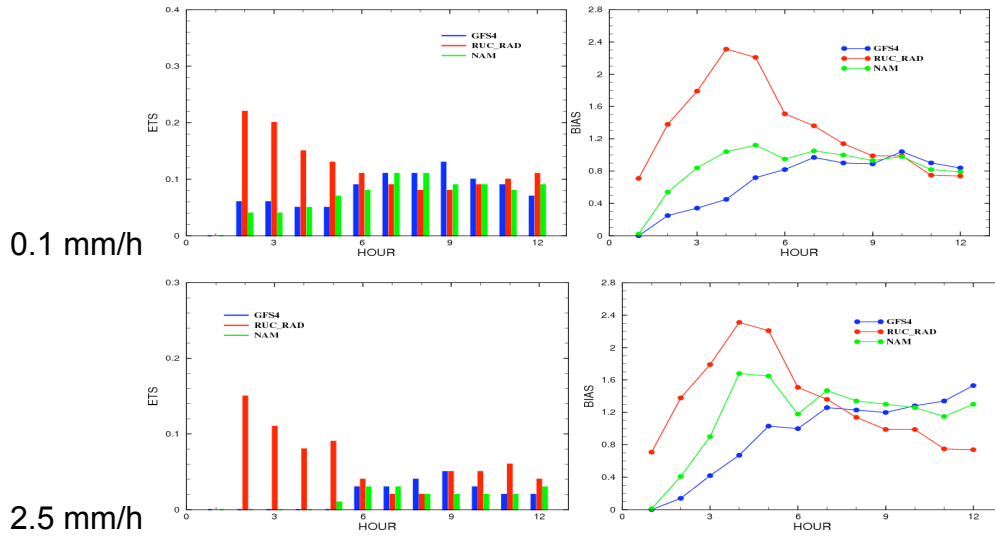 0.4
GFS4
RUC_RAD
NAM
0.3
0.2
0.1
0
ETS
0 3 6 9 12
HOUR
2.8
2.4
2
1.6
1.2
0.8
0.4
0
BIAS
GFS4
RUC_RAD
NAM
0 3 6 9 12
HOUR
0.1 mm/h
0.3
GFS4
RUC_RAD
NAM
0.2
0.1
0
ETS
0 3 6 9 12
HOUR
2.8
2.4
2
1.6
1.2
0.8
0.4
0
BIAS
GFS4
RUC_RAD
NAM
0 3 6 9 12
HOUR
2.5 mm/h